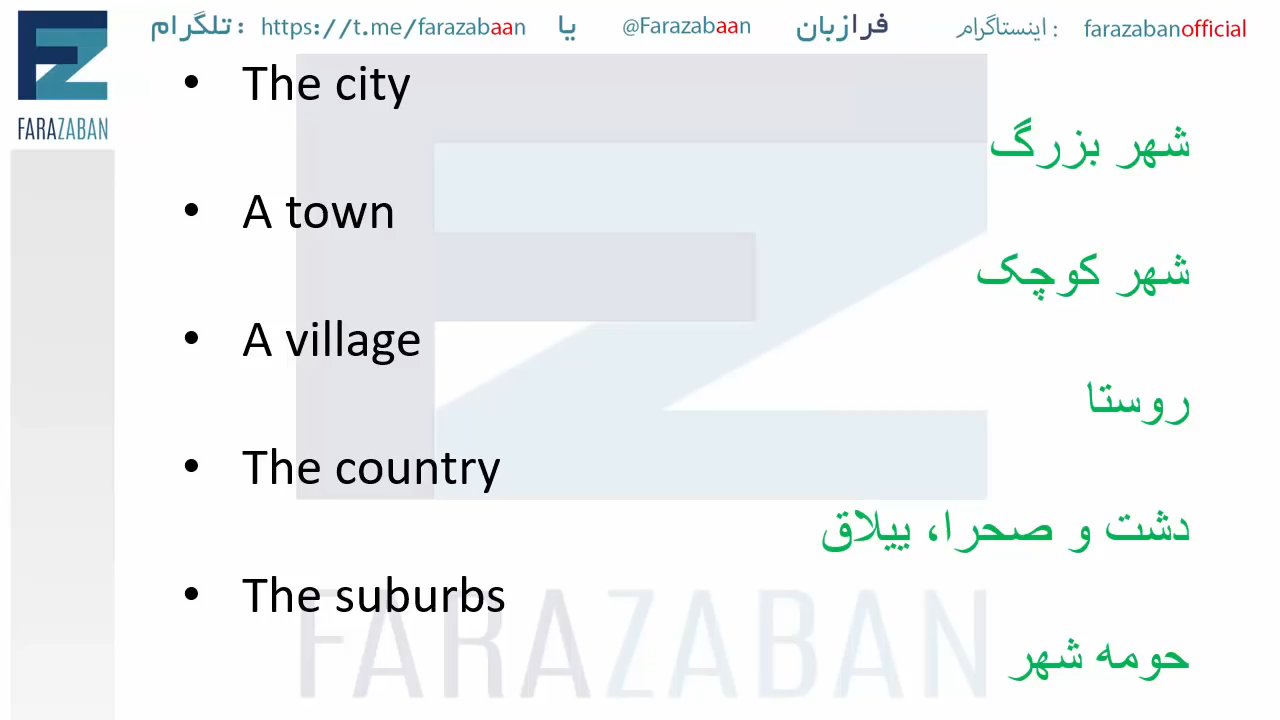 تلگرام : https://t.me/farazabaan یا @Farazabaan فرازبان اینستاگرام : farazabanofficial
FZ
FARAZABAN
• The city
شهر بزرگ
• A town
شهر کوچک
• A village
روستا
• The country
دشت و صحرا، ییلاق
• The suburbs
حومه شهر
FARAZABAN